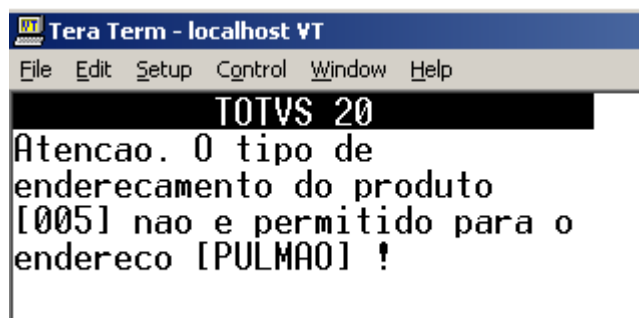 Tera Term - localhost VT
File Edit Setup Control Window Help
TOTVS 20
Atencao. O tipo de
enderecamento do produto
[005] nao e permitido para o
endereco [PULMAO] !